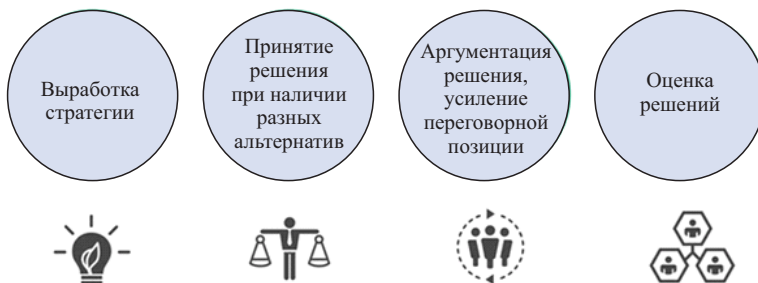 Выработка
стратегии
Принятие
решения
при наличии
разных
альтернатив
Аргументация
решения,
усиление
переговорной
позиции
Оценка
решений